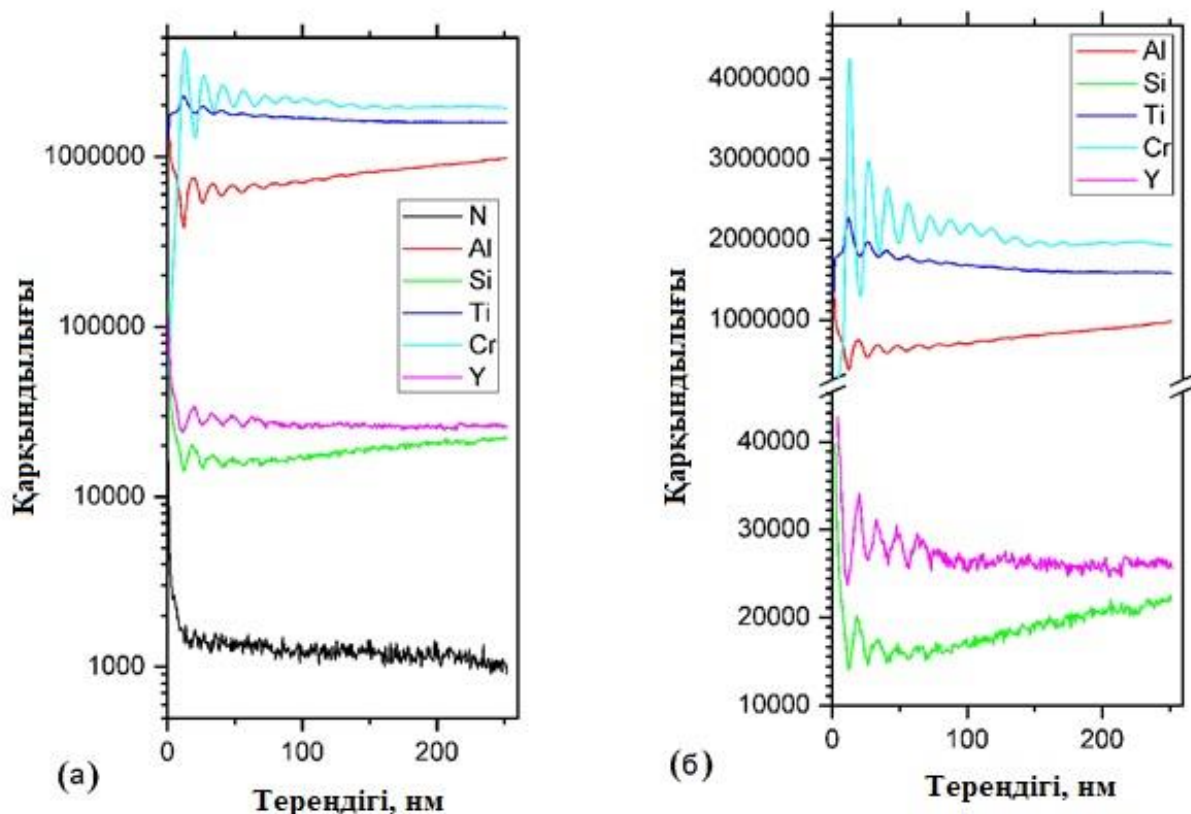 Қарқындылығы
1000000
100000
10000
1000
N
Al
Si
Ti
Cr
Y
0
100
200
(а)
Тереңдігі, нм
Қарқындылығы
4000000
3000000
2000000
1000000
40000
30000
20000
10000
Al
Si
Ti
Cr
Y
0
100
200
(б)
Тереңдігі, нм